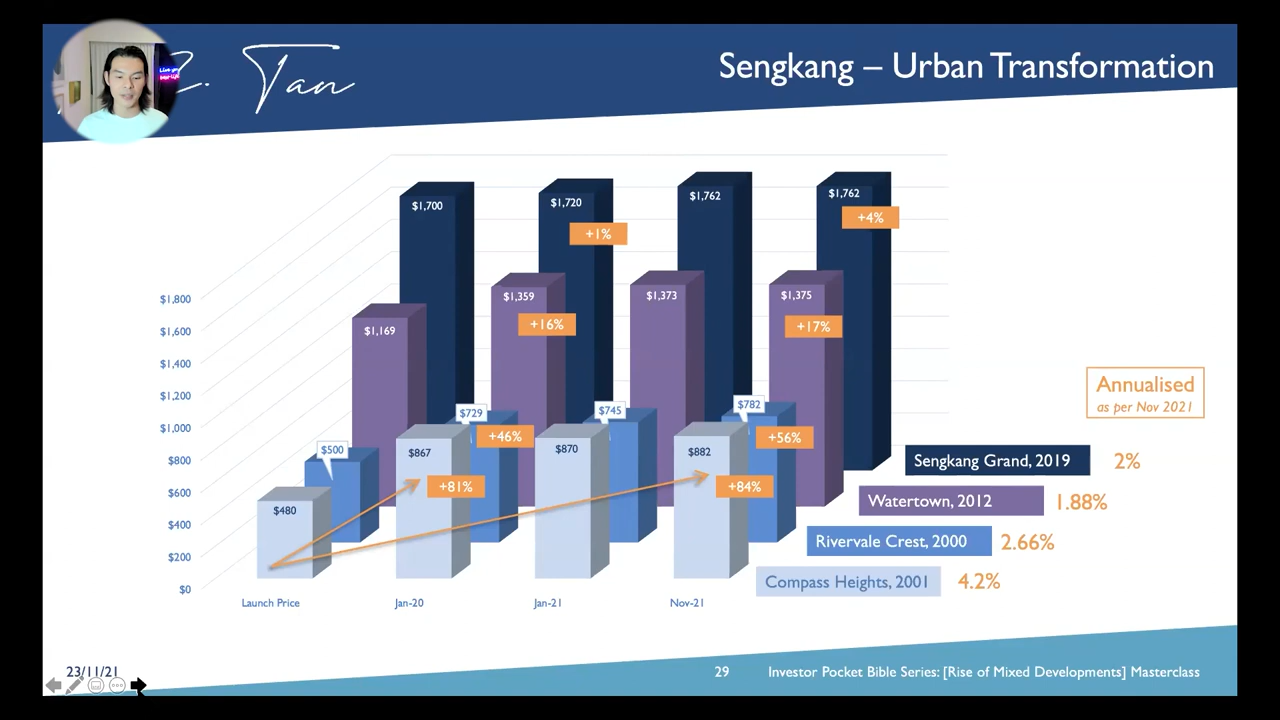 Z. Tan
Sengkang – Urban Transformation
$1,700
$1,720
$1,762
$1,762
+1%
+4%
$1,169
$1,359
$1,373
$1,375
+16%
+17%
$500
$729
$745
$782
+46%
+56%
$480
$867
$870
$882
+81%
+84%
$1,800
$1,600
$1,400
$1,200
$1,000
$800
$600
$400
$200
$0
Launch Price
Jan-20
Jan-21
Nov-21
Annualised
as per Nov 2021
Sengkang Grand, 2019 2%
Watertown, 2012 1.88%
Rivervale Crest, 2000 2.66%
Compass Heights, 2001 4.2%
23/11/21
29
Investor Pocket Bible Series: [Rise of Mixed Developments] Masterclass